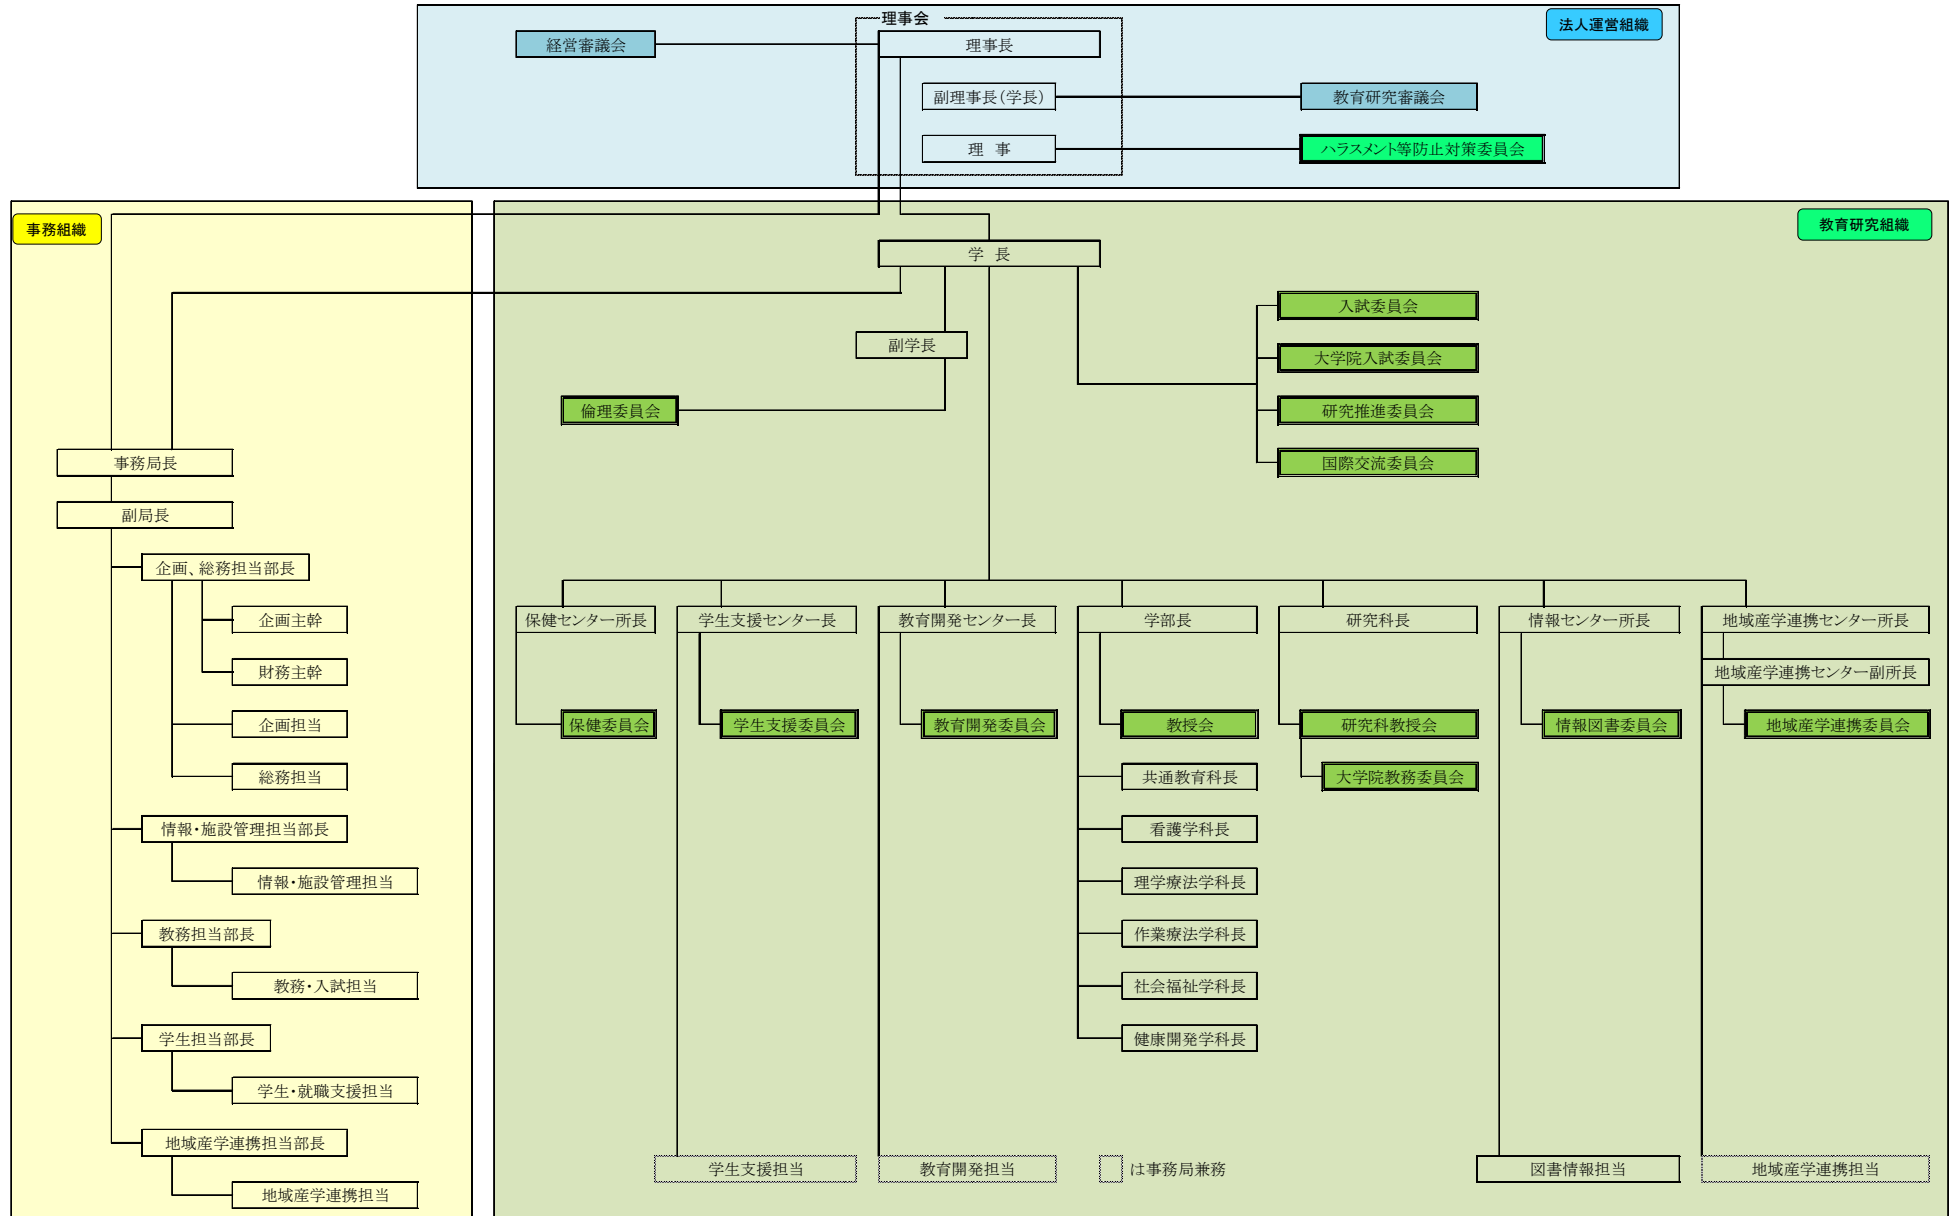 理事会
法人運営組織
経営審議会
理事長
副理事長(学長)
教育研究審議会
理 事
ハラスメント等防止対策委員会
事務組織
教育研究組織
学 長
入試委員会
副学長
大学院入試委員会
倫理委員会
研究推進委員会
事務局長
国際交流委員会
副局長
企画、総務担当部長
企画主幹
財務主幹
企画担当
総務担当
情報・施設管理担当部長
情報・施設管理担当
教務担当部長
教務・入試担当
学生担当部長
学生・就職支援担当
地域産学連携担当部長
地域産学連携担当
保健センター所長
学生支援センター長
教育開発センター長
学部長
研究科長
情報センター所長
地域産学連携センター所長
地域産学連携センター副所長
保健委員会
学生支援委員会
教育開発委員会
教授会
研究科教授会
情報図書委員会
地域産学連携委員会
共通教育科長
大学院教務委員会
看護学科長
理学療法学科長
作業療法学科長
社会福祉学科長
健康開発学科長
学生支援担当
教育開発担当
は事務局兼務
図書情報担当
地域産学連携担当